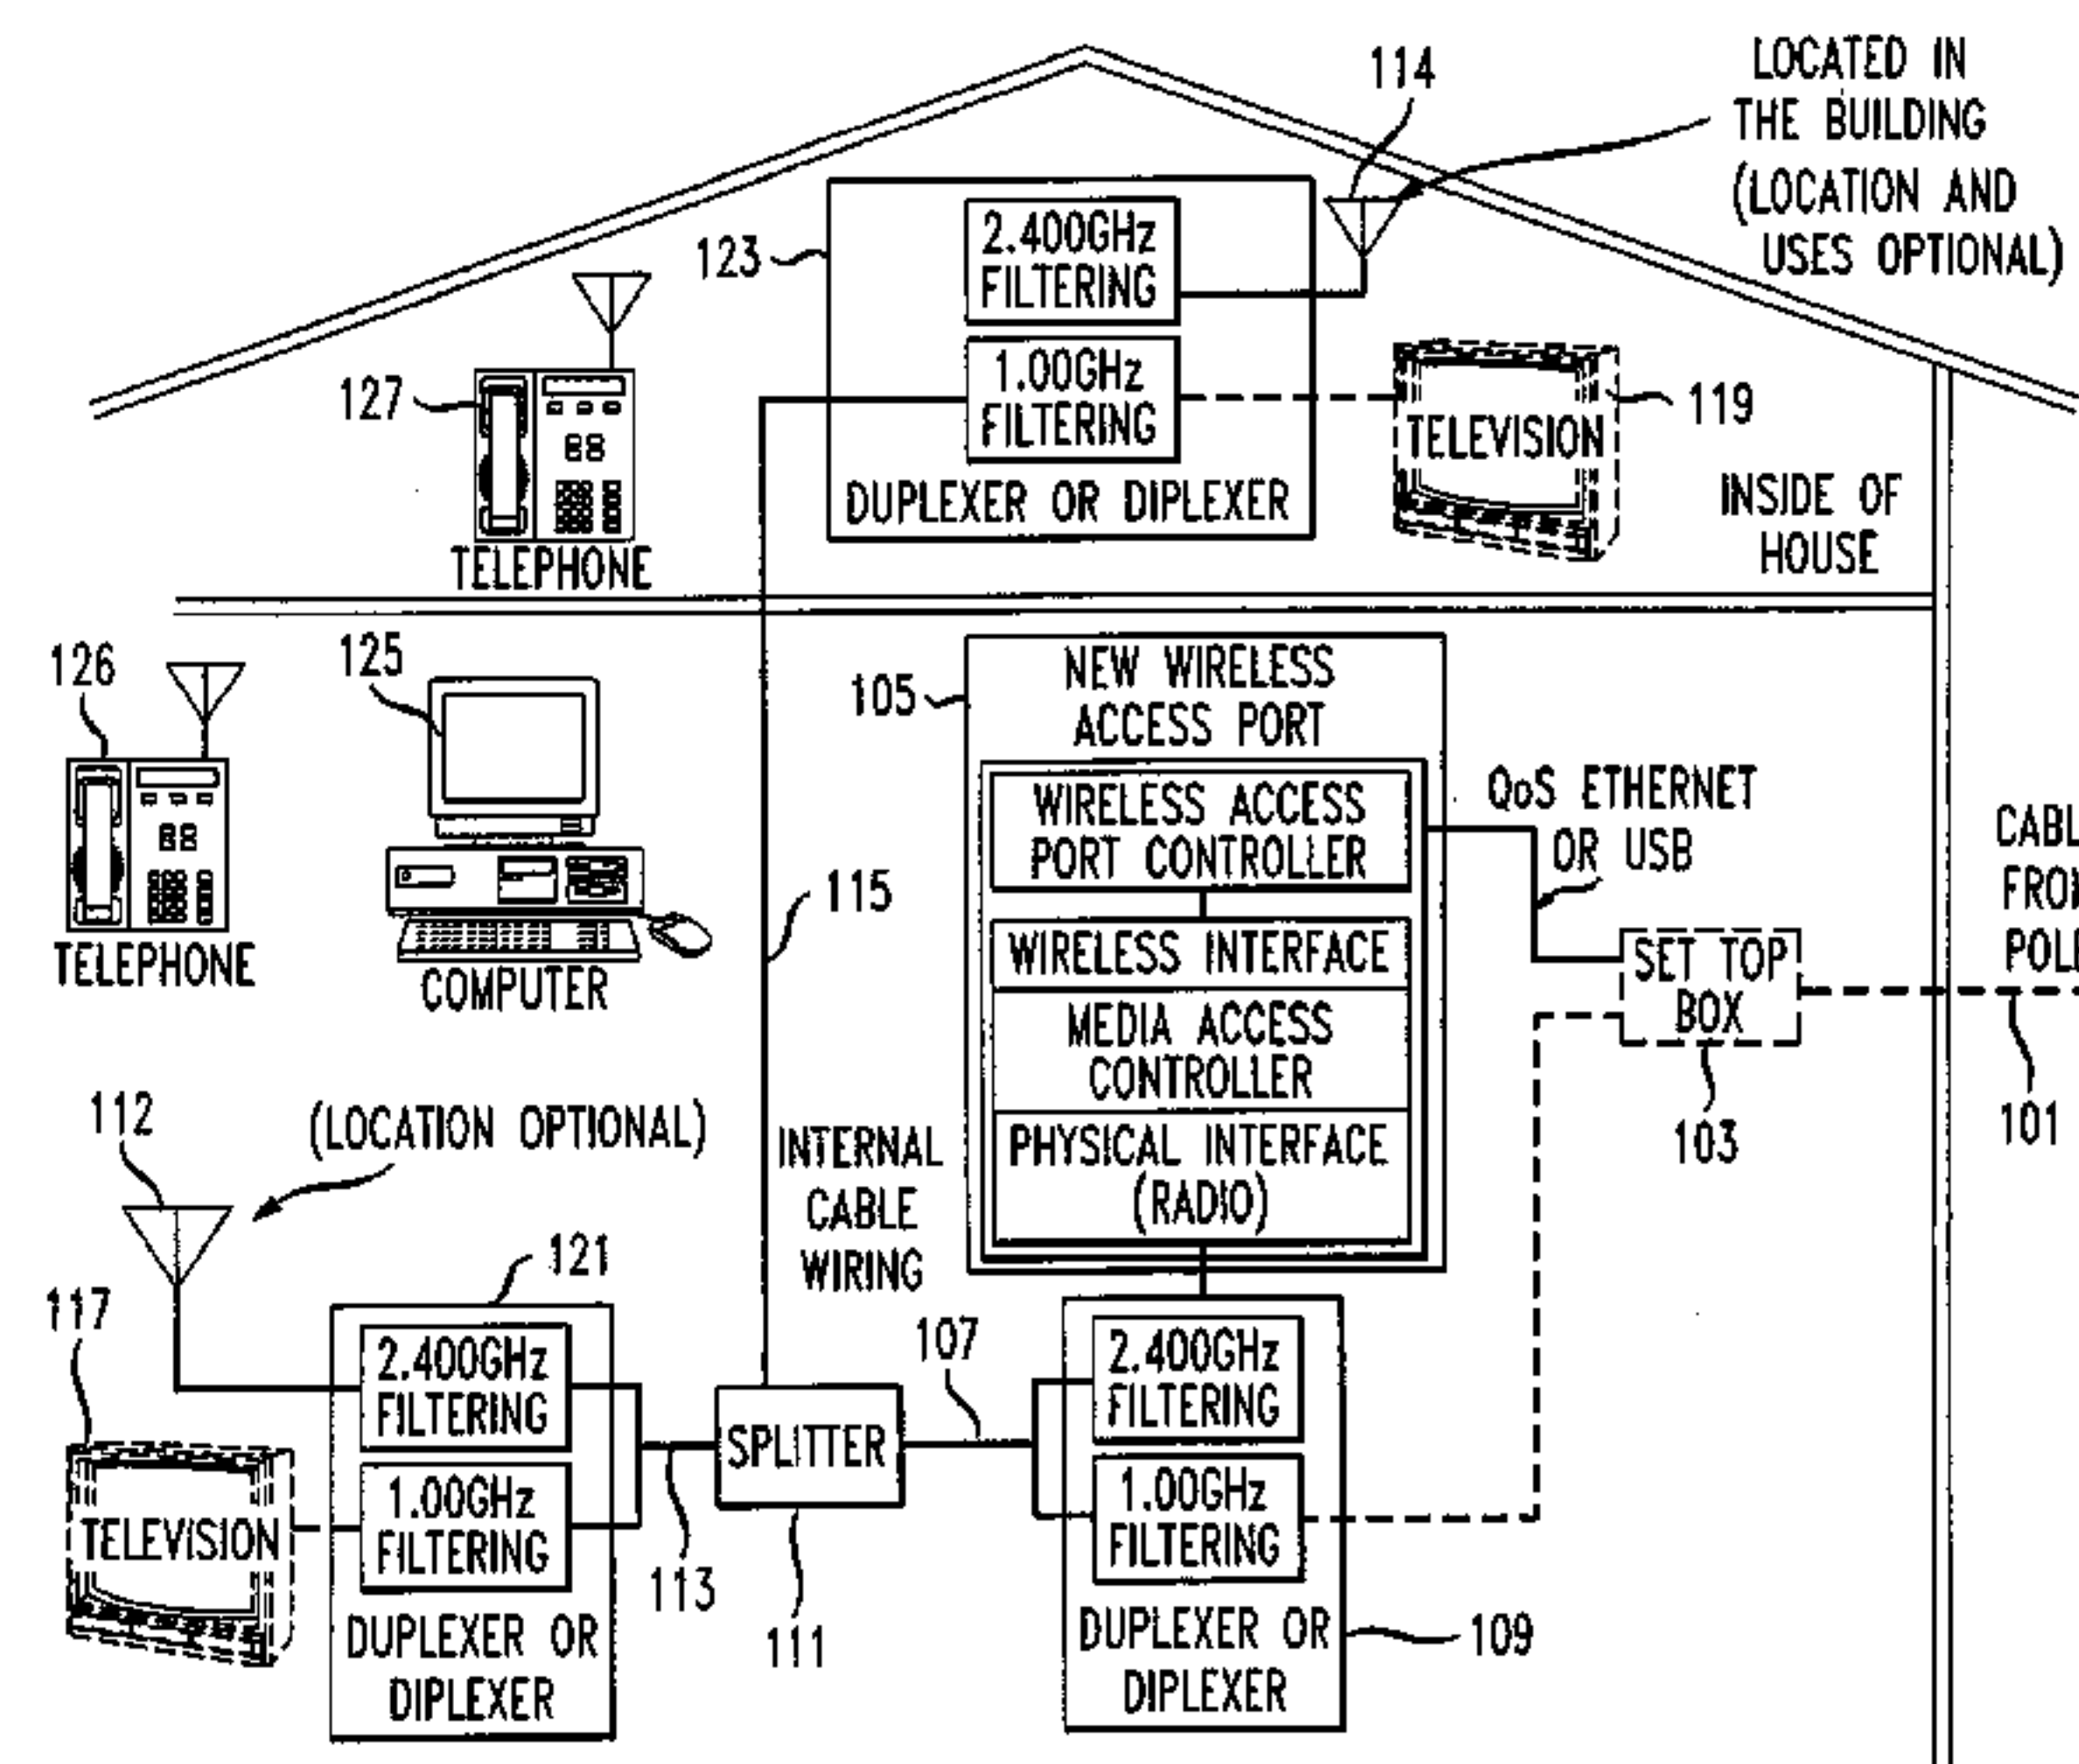 LOCATED IN
THE BUILDING
(LOCATION AND
USES OPTIONAL)
114
123
2.400GHz
FILTERING
1.00GHz
FILTERING
DUPLEXER OR DIPLEXER
127
TELEPHONE
TELEVISION
119
INSIDE OF
HOUSE
126
TELEPHONE
125
COMPUTER
105
NEW WIRELESS
ACCESS PORT
WIRELESS ACCESS
PORT CONTROLLER
WIRELESS INTERFACE
MEDIA ACCESS
CONTROLLER
PHYSICAL INTERFACE
(RADIO)
QoS ETHERNET
OR USB
SET TOP
BOX
103
CABL
FROM
POLE
101
115
INTERNAL
CABLE
WIRING
112
(LOCATION OPTIONAL)
121
117
TELEVISION
2.400GHz
FILTERING
1.00GHz
FILTERING
DUPLEXER OR
DIPLEXER
113
SPLITTER
111
107
2.400GHz
FILTERING
1.00GHz
FILTERING
DUPLEXER OR
DIPLEXER
109